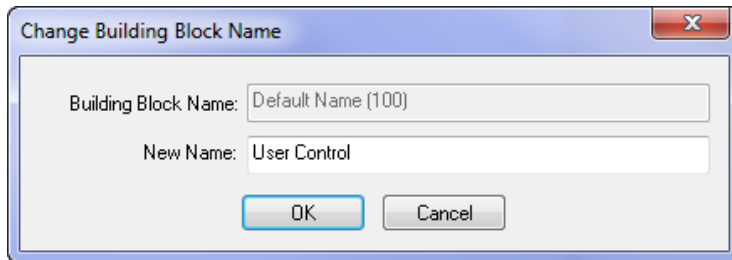 Change Building Block Name
Building Block Name: Default Name (100)
New Name: User Control
OK Cancel